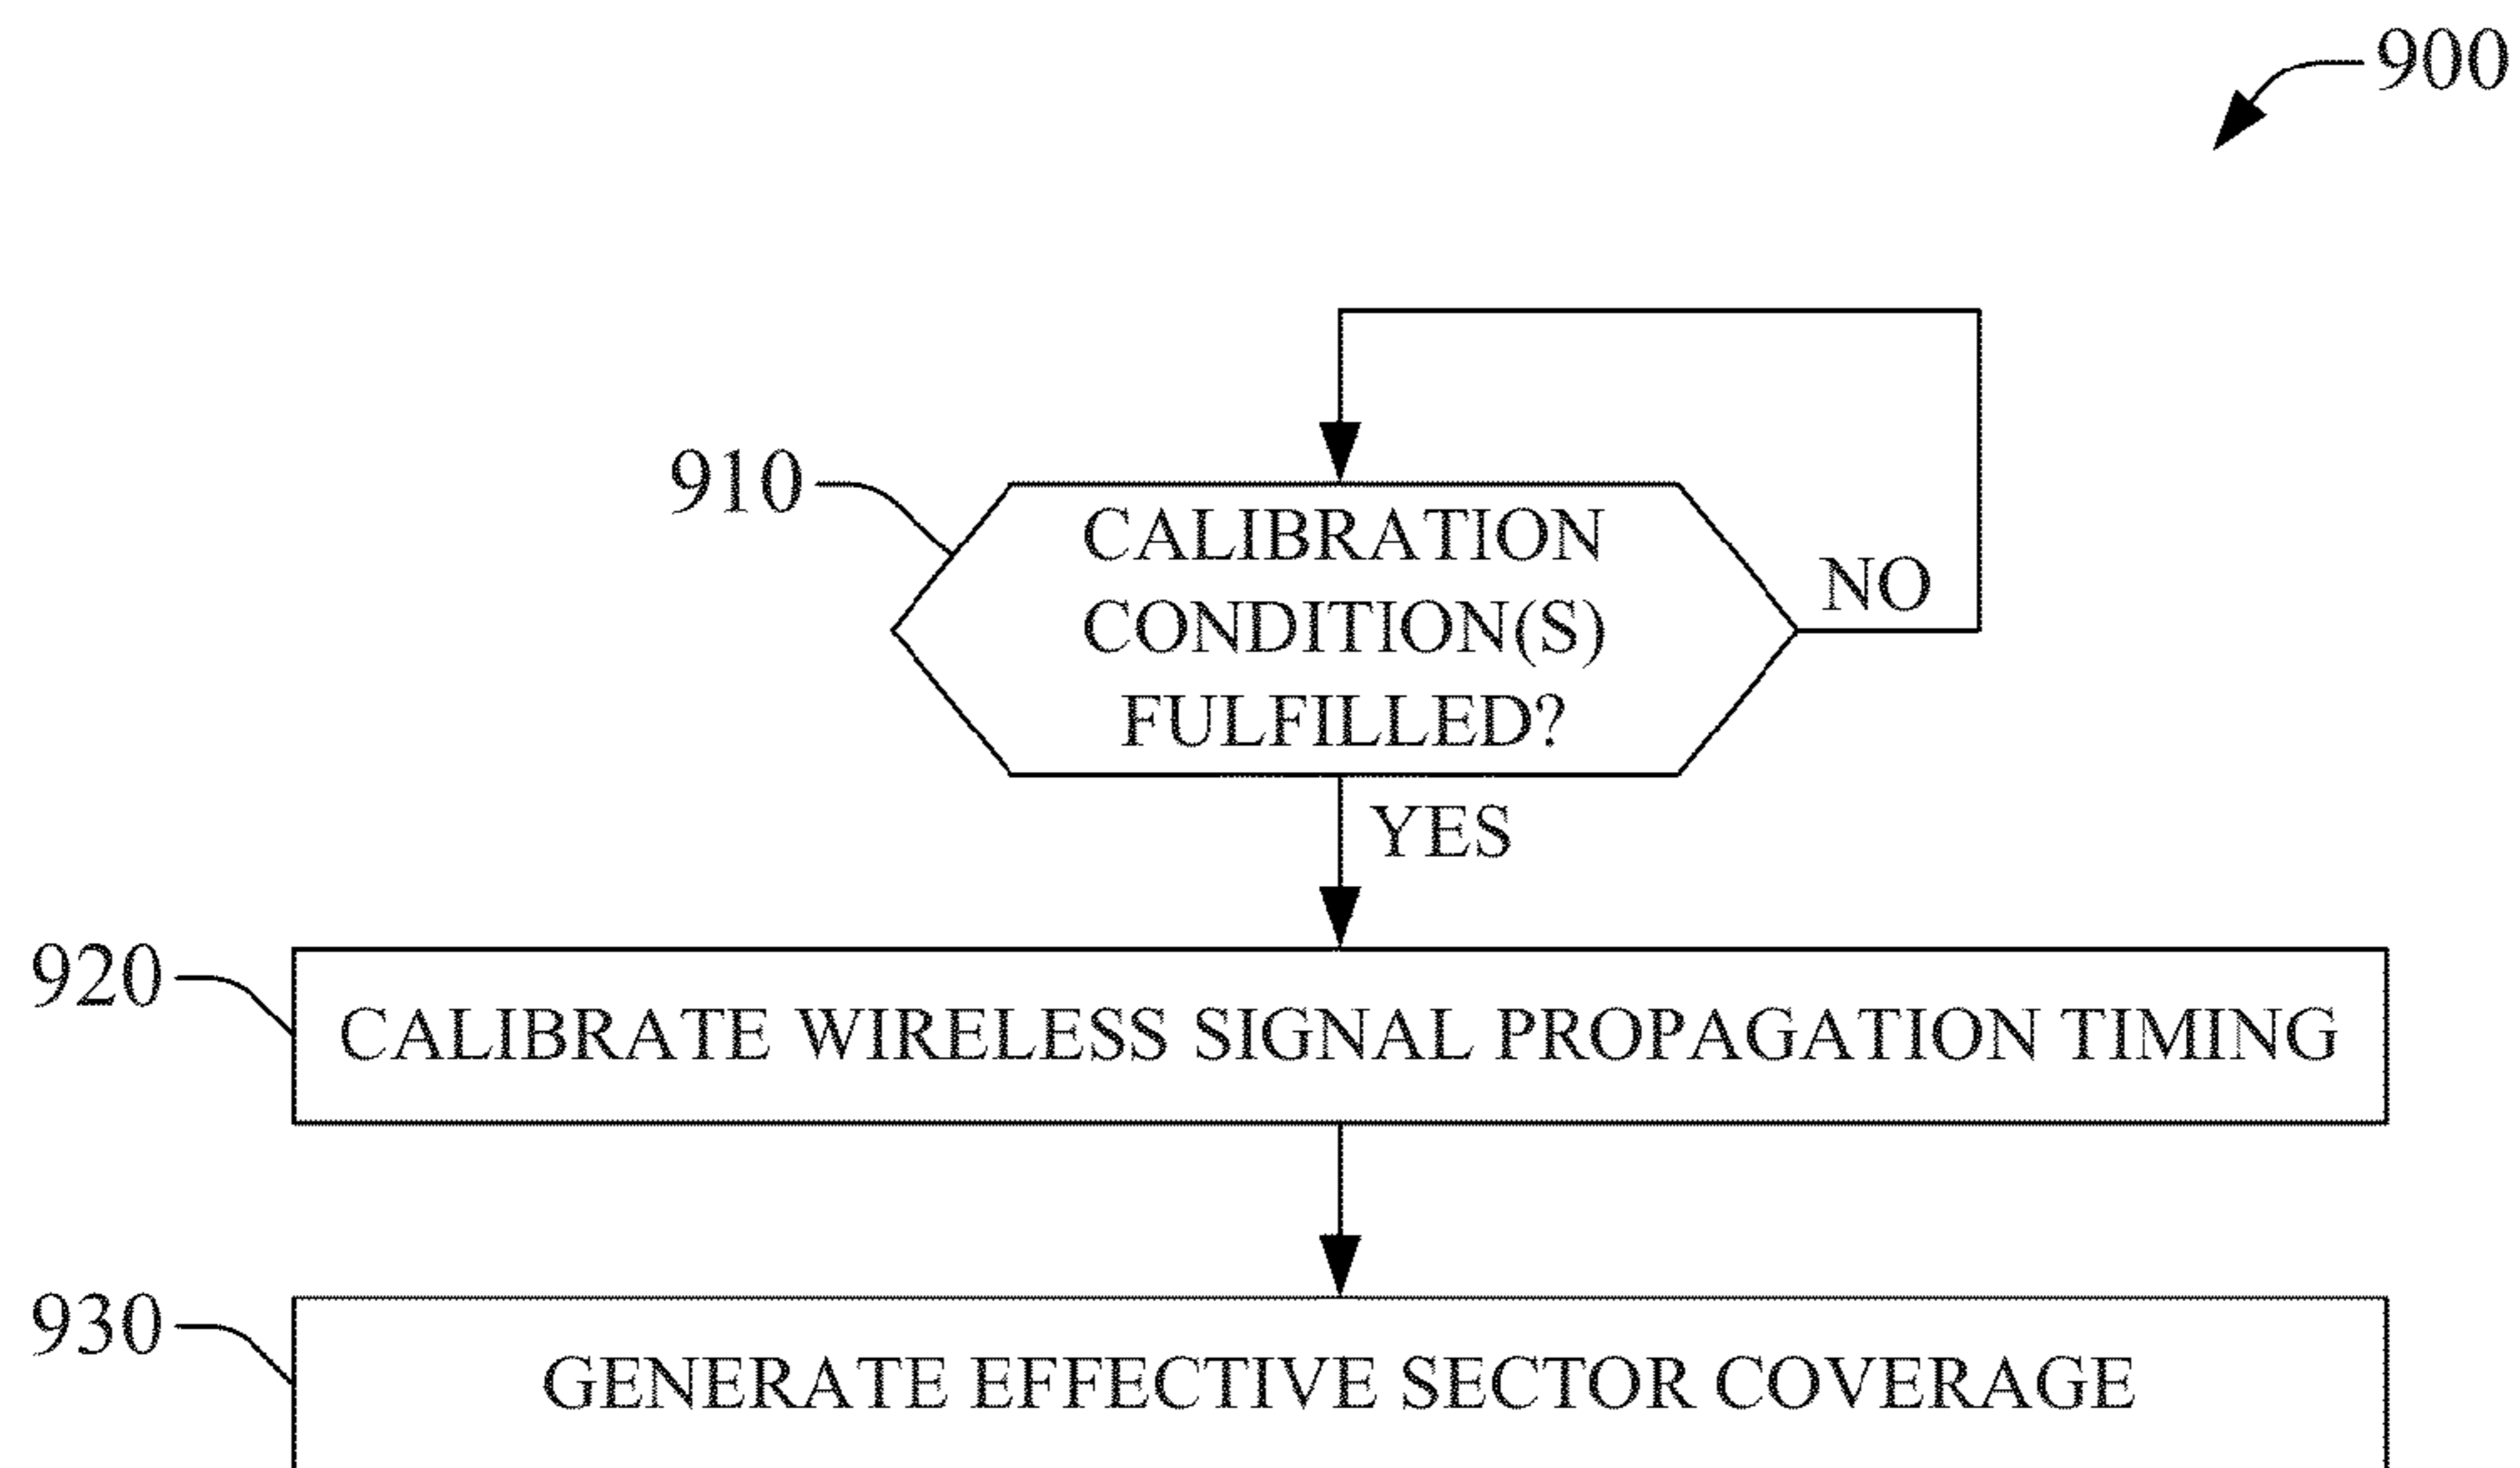 900
910
CALIBRATION
CONDITION(S)
FULFILLED?
NO
YES
920
CALIBRATE WIRELESS SIGNAL PROPAGATION TIMING
930
GENERATE EFFECTIVE SECTOR COVERAGE